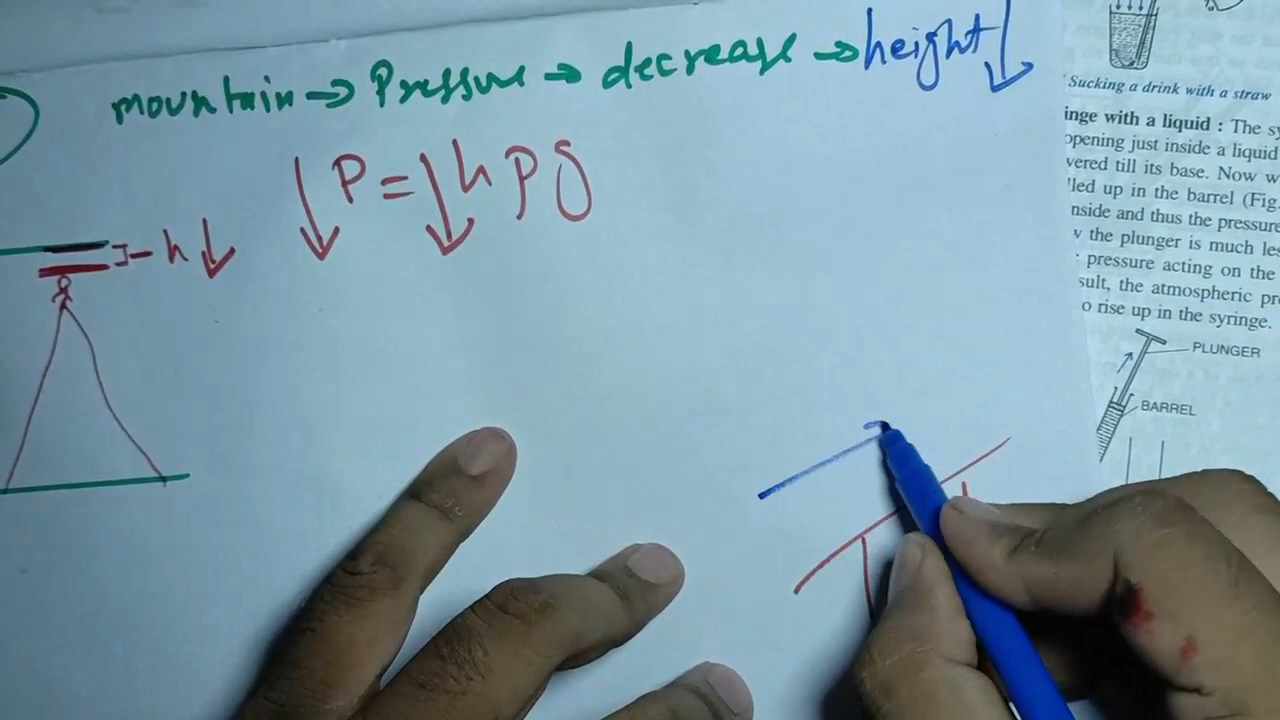 mountain → Pressure → decrease → height ↓
↓ P = ↓ h ρ g
- h ↓
Sucking a drink with a straw
inge with a liquid : The sy
opening just inside a liquid
vered till its base. Now w
lled up in the barrel (Fig.
nside and thus the pressure
the plunger is much les
pressure acting on the
sult, the atmospheric pre
o rise up in the syringe.
PLUNGER
BARREL